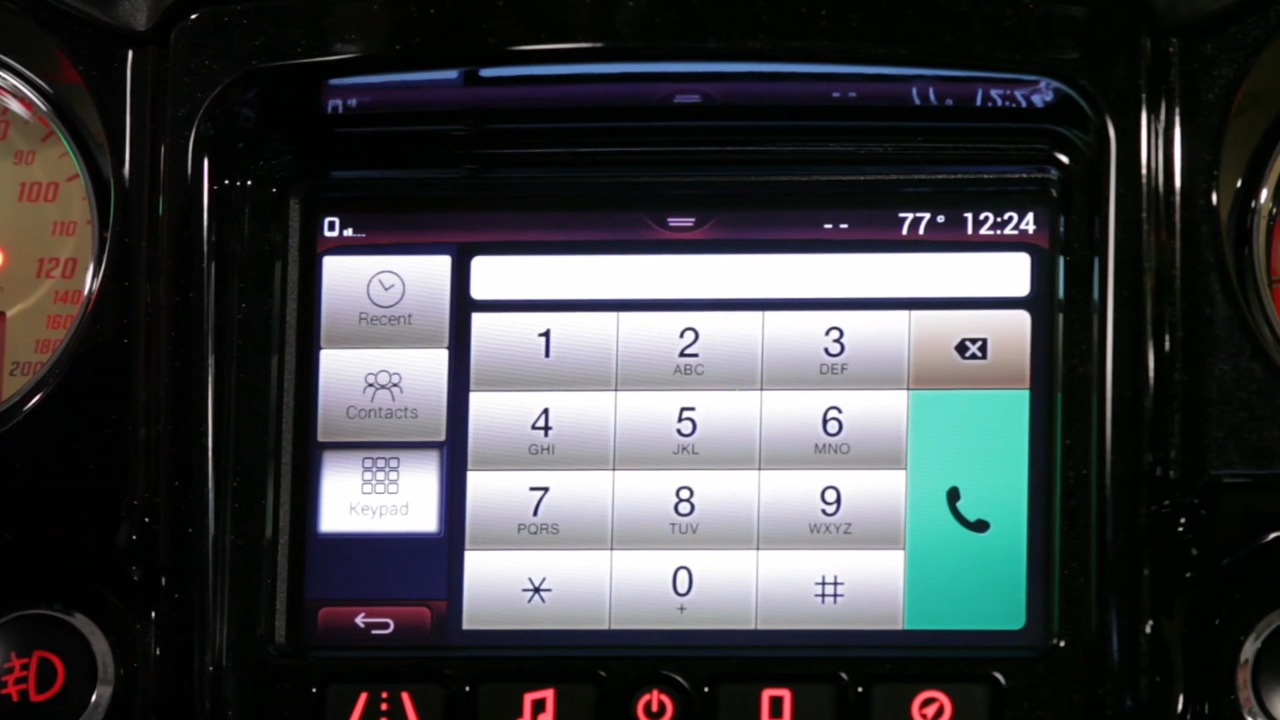 -- 77° 12:24
Recent
Contacts
Keypad
1
2 ABC
3 DEF
4 GHI
5 JKL
6 MNO
7 PQRS
8 TUV
9 WXYZ
*
0 +
#
90
100
110
120
140
160
180
200